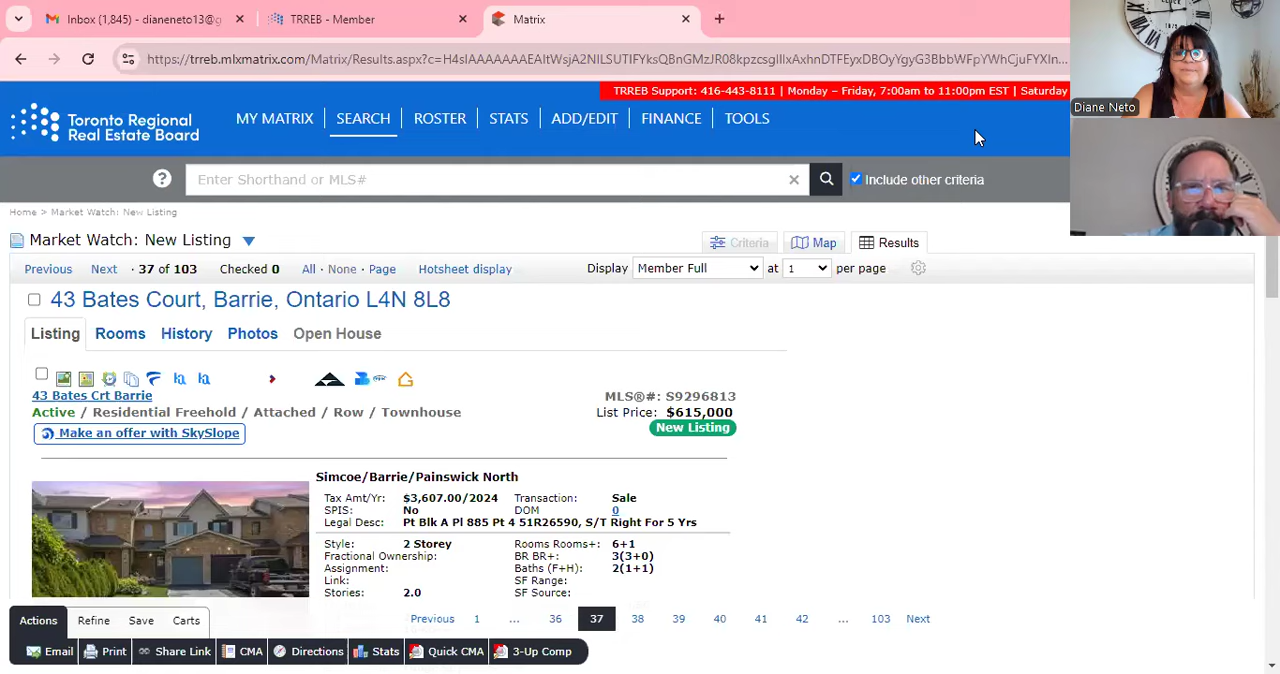 Inbox (1,845) - dianeneto13@g
TRREB - Member
Matrix
https://trreb.mlxmatrix.com/Matrix/Results.aspx?c=
TRREB Support: 416-443-8111 | Monday – Friday, 7:00am to 11:00pm EST | Saturday
Toronto Regional
Real Estate Board
MY MATRIX
SEARCH
ROSTER
STATS
ADD/EDIT
FINANCE
TOOLS
Diane Neto
?
Enter Shorthand or MLS#
Include other criteria
Home > Market Watch: New Listing
Market Watch: New Listing
Criteria
Map
Results
Previous Next · 37 of 103 Checked 0 All · None · Page Hotsheet display
Display Member Full at 1 per page
43 Bates Court, Barrie, Ontario L4N 8L8
Listing Rooms History Photos Open House
43 Bates Crt Barrie
MLS®#: S9296813
Active / Residential Freehold / Attached / Row / Townhouse
List Price: $615,000
Make an offer with SkySlope
New Listing
Simcoe/Barrie/Painswick North
Tax Amt/Yr: $3,607.00/2024 Transaction: Sale
SPIS: No DOM 0
Legal Desc: Pt Blk A Pl 885 Pt 4 51R26590, S/T Right For 5 Yrs
Style: 2 Storey Rooms Rooms+: 6+1
Fractional Ownership: BR BR+: 3(3+0)
Assignment: Baths (F+H): 2(1+1)
Link: SF Range:
Stories: 2.0 SF Source:
Actions Refine Save Carts
Previous 1 ... 36 37 38 39 40 41 42 ... 103 Next
Email Print Share Link CMA Directions Stats Quick CMA 3-Up Comp